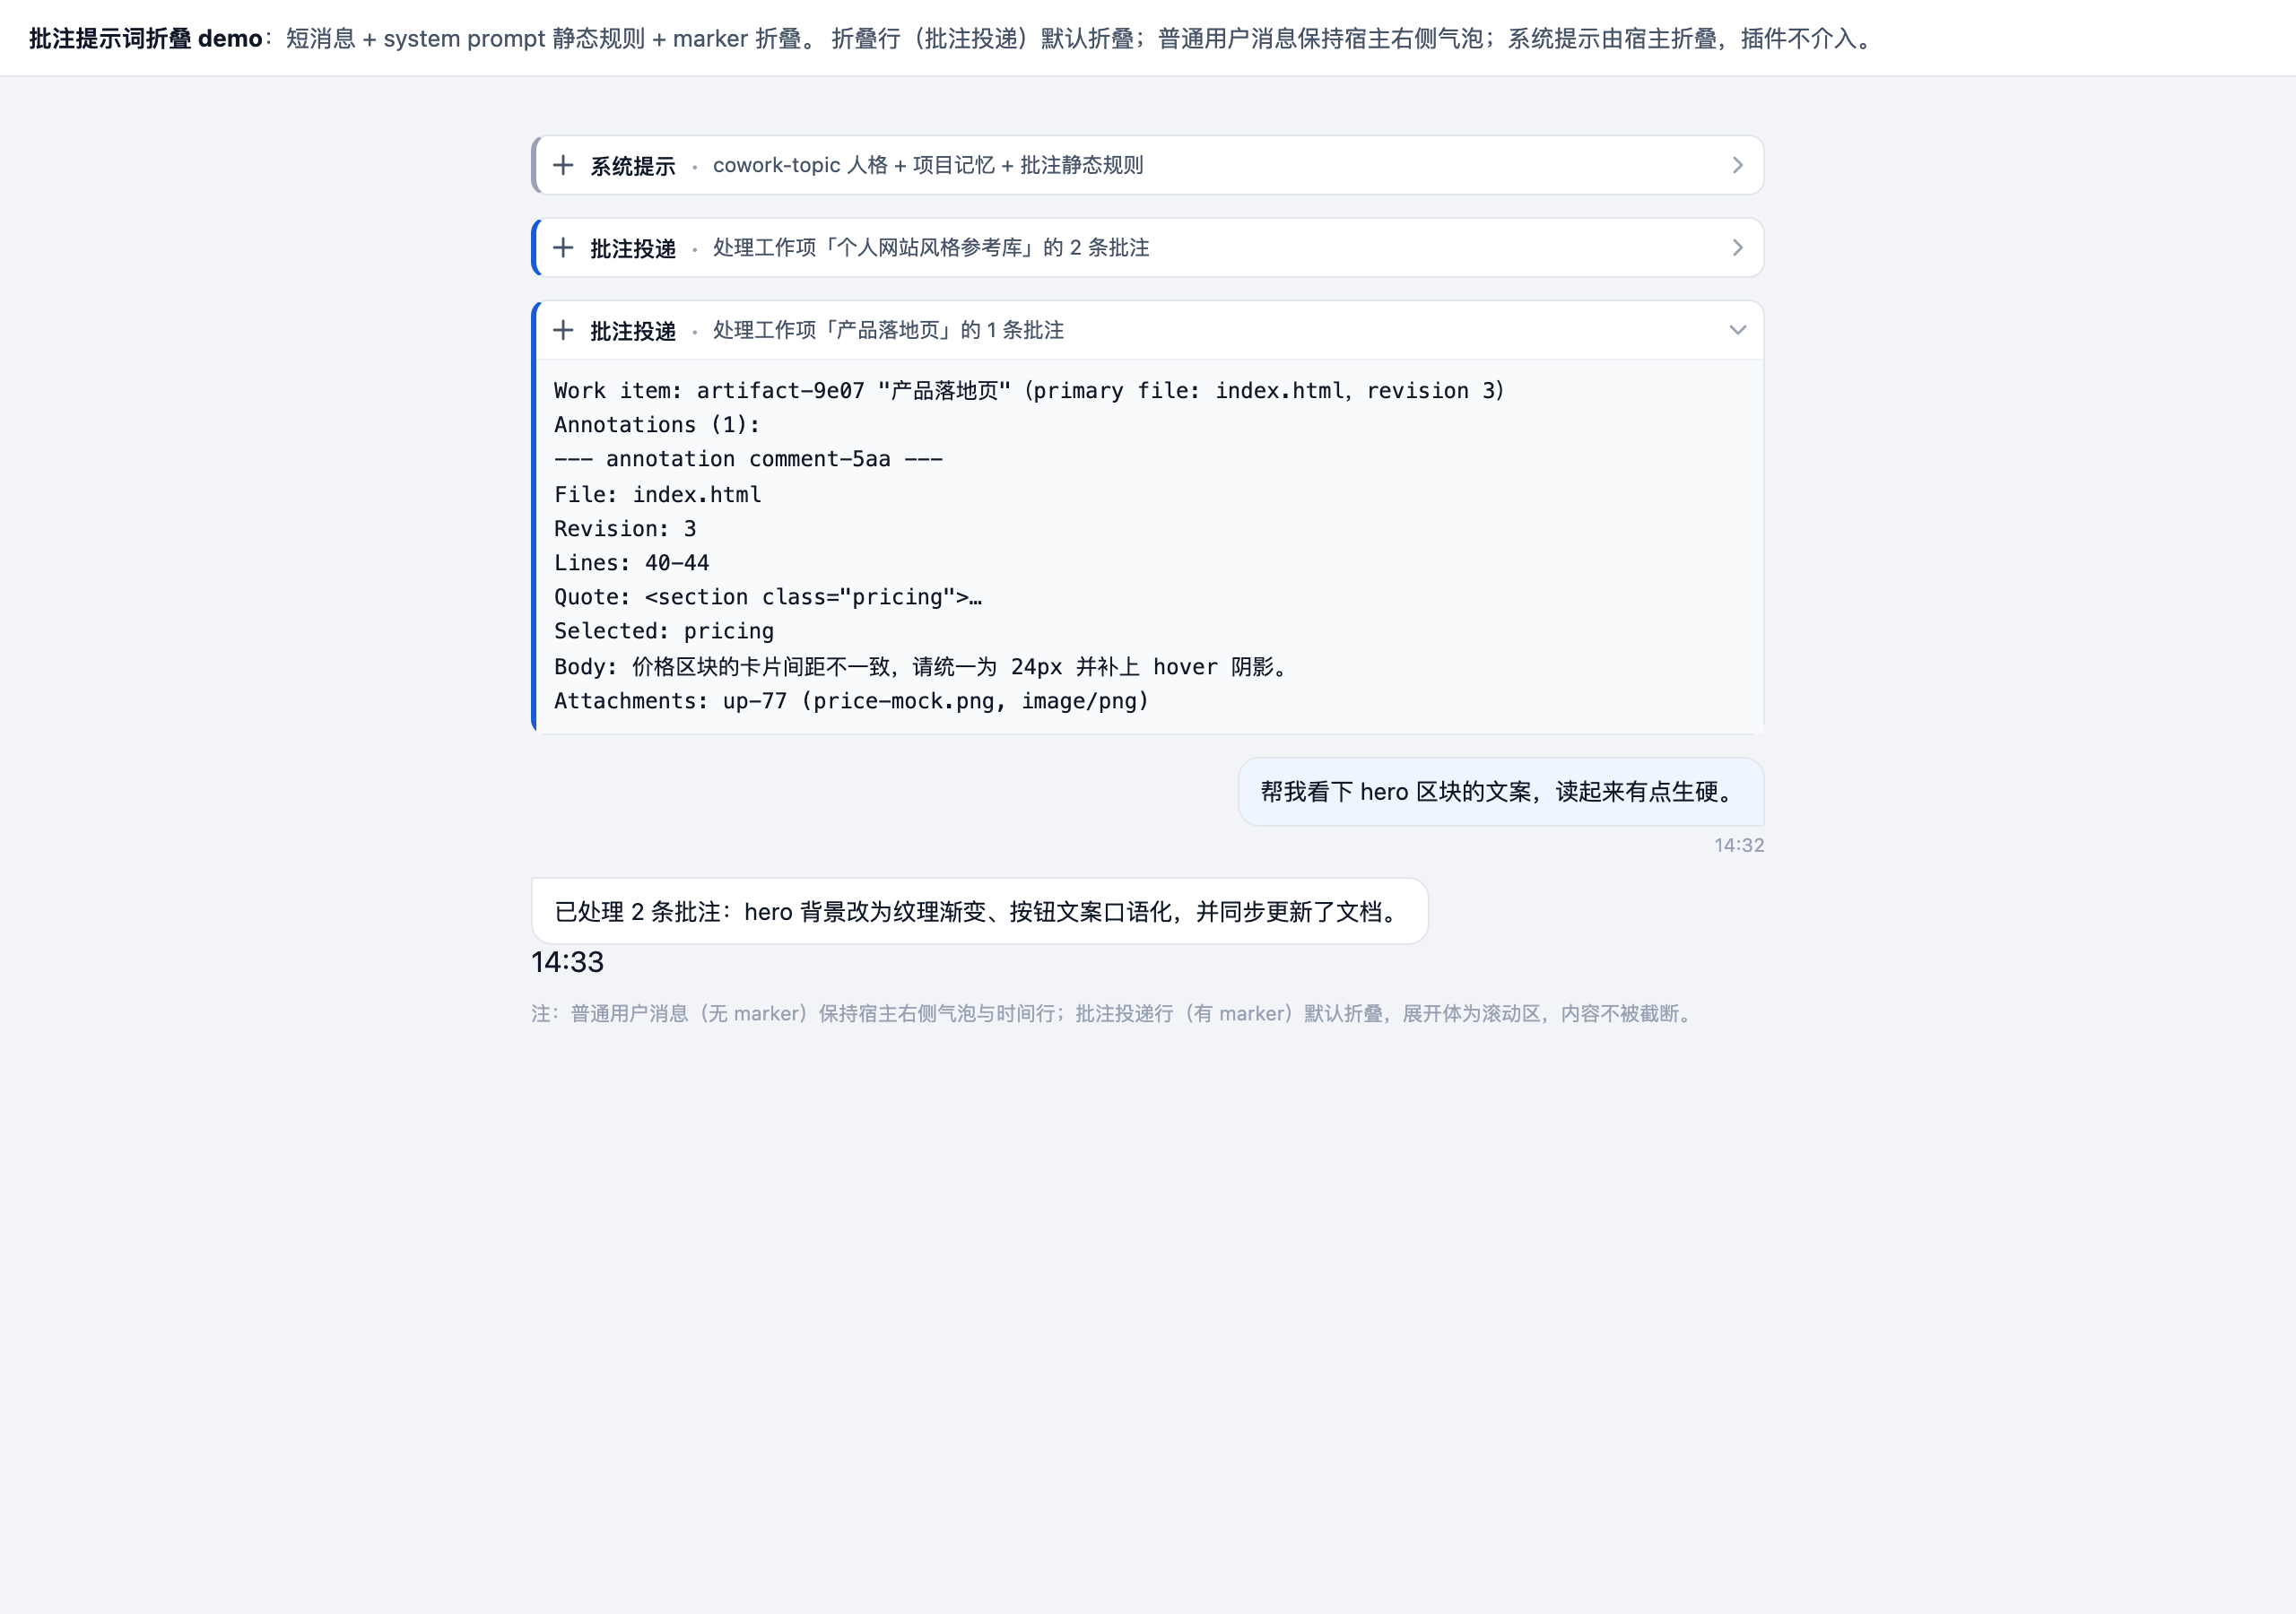 批注提示词折叠 demo：短消息 + system prompt 静态规则 + marker 折叠。 折叠行（批注投递）默认折叠；普通用户消息保持宿主右侧气泡；系统提示由宿主折叠，插件不介入。
系统提示 · cowork-topic 人格 + 项目记忆 + 批注静态规则
批注投递 · 处理工作项「个人网站风格参考库」的 2 条批注
批注投递 · 处理工作项「产品落地页」的 1 条批注
Work item: artifact-9e07 "产品落地页"（primary file: index.html，revision 3）
Annotations (1):
--- annotation comment-5aa ---
File: index.html
Revision: 3
Lines: 40-44
Quote: <section class="pricing">…
Selected: pricing
Body: 价格区块的卡片间距不一致，请统一为 24px 并补上 hover 阴影。
Attachments: up-77 (price-mock.png, image/png)
帮我看下 hero 区块的文案，读起来有点生硬。
14:32
已处理 2 条批注：hero 背景改为纹理渐变、按钮文案口语化，并同步更新了文档。
14:33
注：普通用户消息（无 marker）保持宿主右侧气泡与时间行；批注投递行（有 marker）默认折叠，展开体为滚动区，内容不被截断。